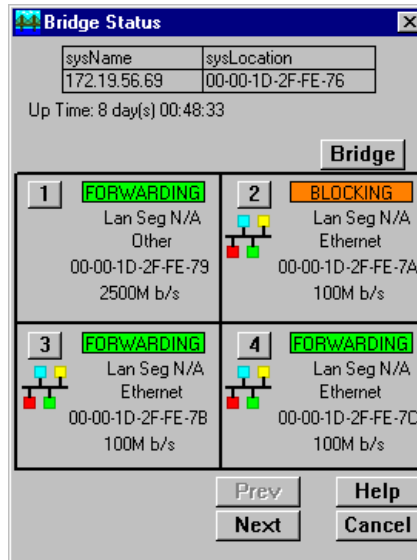 Bridge Status
sysName sysLocation
172.19.56.69 00-00-1D-2F-FE-76
Up Time: 8 day(s) 00:48:33
Bridge
1 FORWARDING
Lan Seg N/A
Other
00-00-1D-2F-FE-79
2500M b/s
2 BLOCKING
Lan Seg N/A
Ethernet
00-00-1D-2F-FE-7A
100M b/s
3 FORWARDING
Lan Seg N/A
Ethernet
00-00-1D-2F-FE-7B
100M b/s
4 FORWARDING
Lan Seg N/A
Ethernet
00-00-1D-2F-FE-7C
100M b/s
Prev Help
Next Cancel